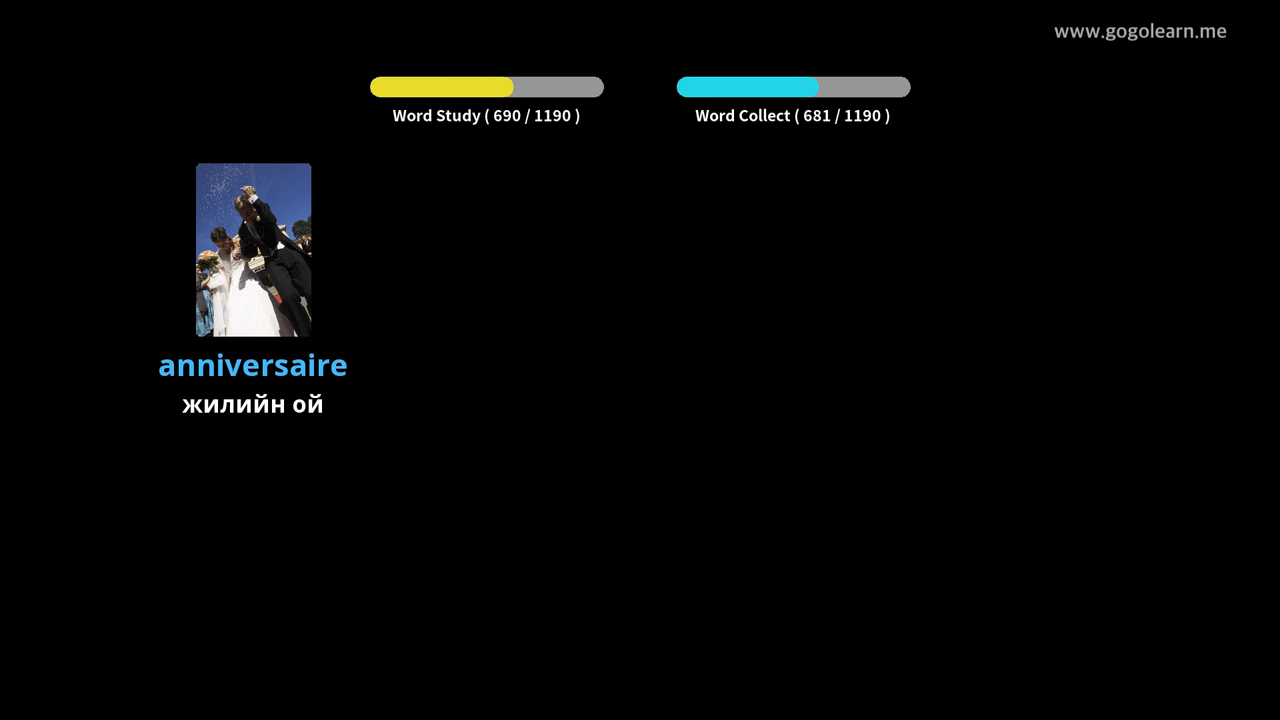 www.gogolearn.me
Word Study ( 690 / 1190 )
Word Collect ( 681 / 1190 )
anniversaire
жилийн ой